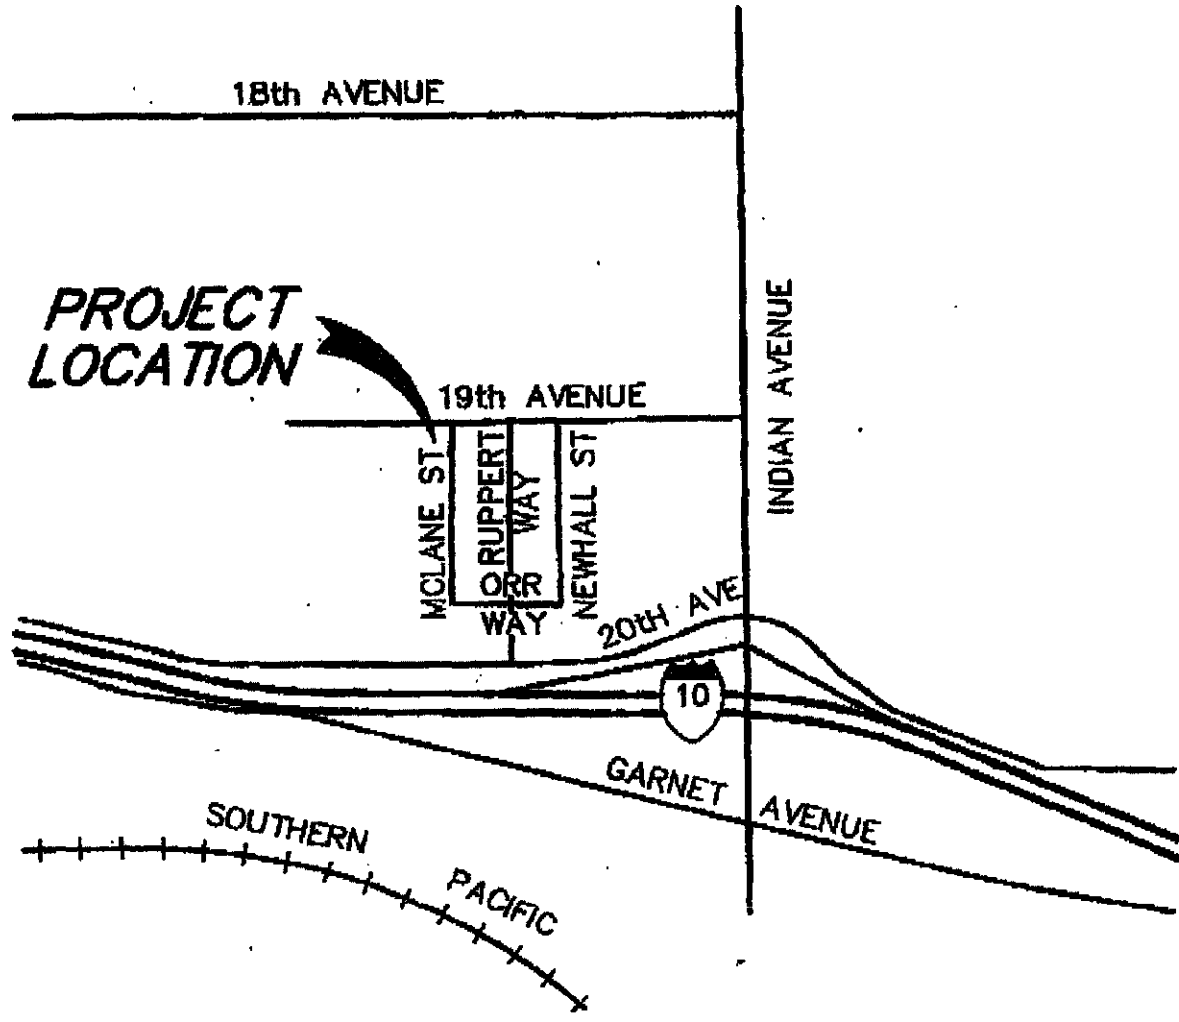 18th AVENUE
PROJECT
LOCATION
19th AVENUE
INDIAN AVENUE
MCLANE ST
RUPPERT
WAY
NEWHALL ST
ORR
WAY
20tH AVE
10
GARNET AVENUE
SOUTHERN
PACIFIC